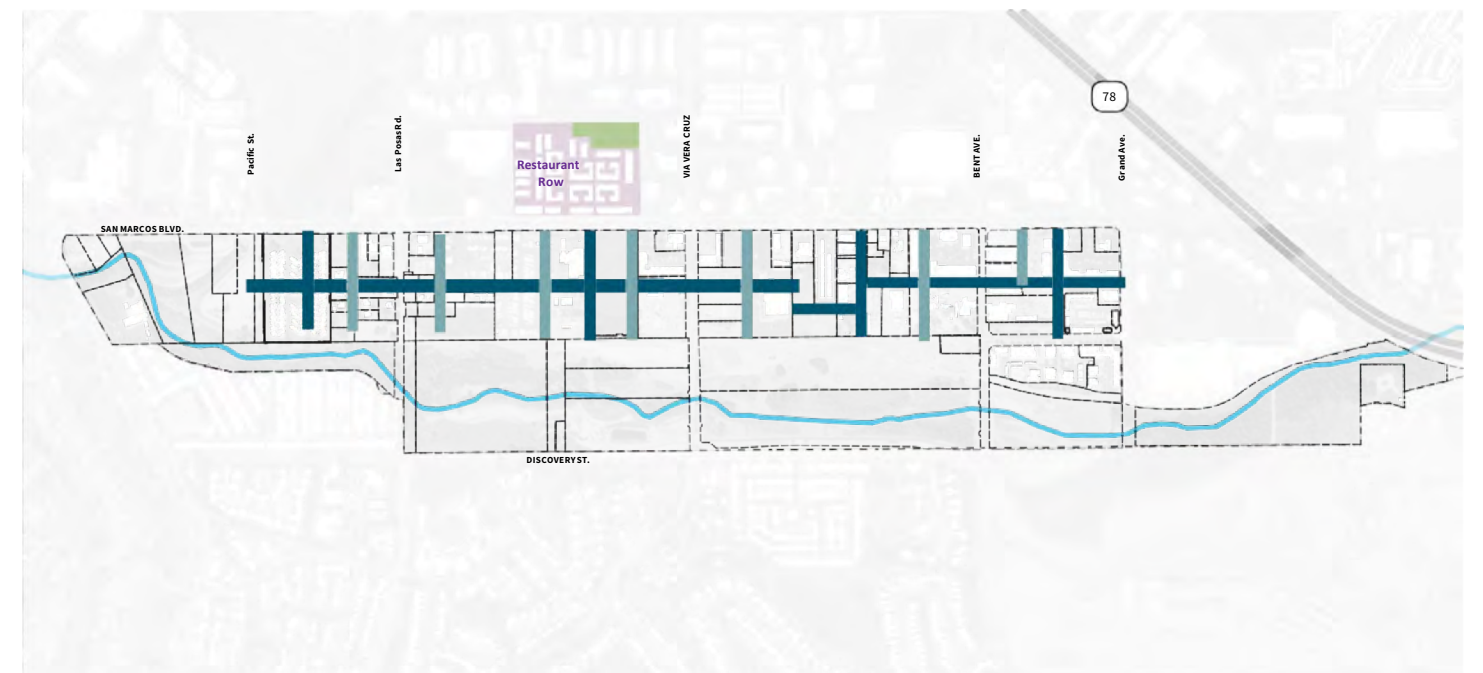 78
Pacific St.
Las Posas Rd.
VIA VERA CRUZ
BENT AVE.
Grand Ave.
Restaurant
Row
SAN MARCOS BLVD.
DISCOVERY ST.